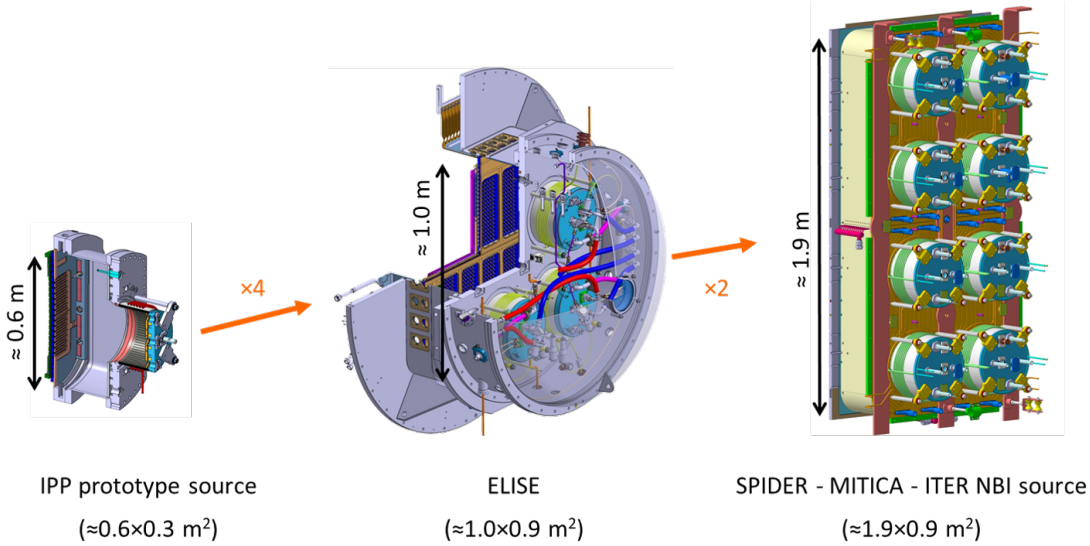 ≈ 0.6 m
×4
≈ 1.0 m
×2
≈ 1.9 m
IPP prototype source
(≈0.6×0.3 m²)
ELISE
(≈1.0×0.9 m²)
SPIDER - MITICA - ITER NBI source
(≈1.9×0.9 m²)